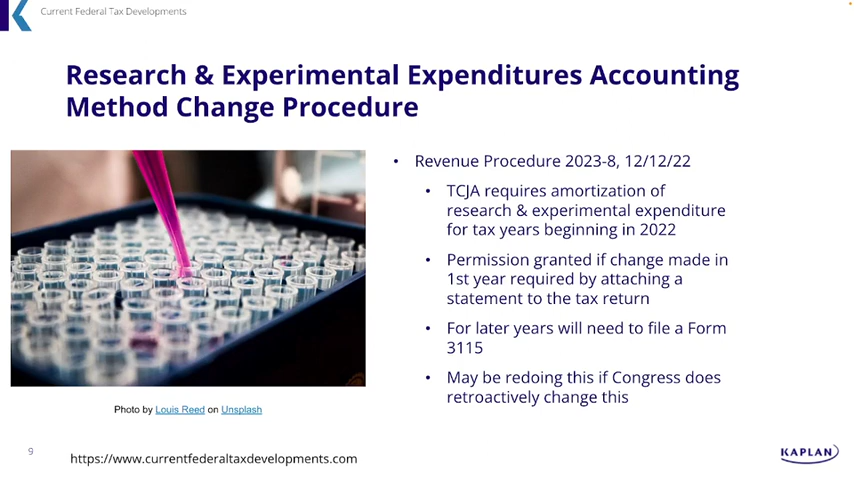 Current Federal Tax Developments
Research & Experimental Expenditures Accounting
Method Change Procedure
• Revenue Procedure 2023-8, 12/12/22
• TCJA requires amortization of
research & experimental expenditure
for tax years beginning in 2022
• Permission granted if change made in
1st year required by attaching a
statement to the tax return
• For later years will need to file a Form
3115
• May be redoing this if Congress does
retroactively change this
Photo by Louis Reed on Unsplash
9
https://www.currentfederaltaxdevelopments.com
KAPLAN